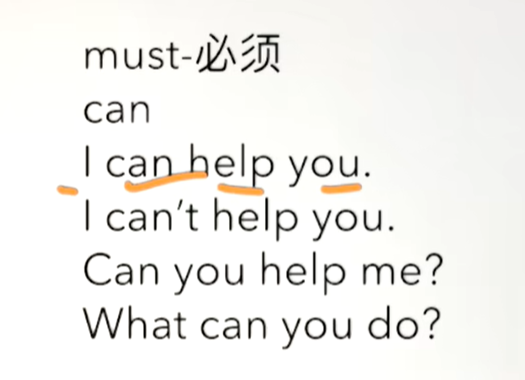 must-必须
can
I can help you.
I can't help you.
Can you help me?
What can you do?